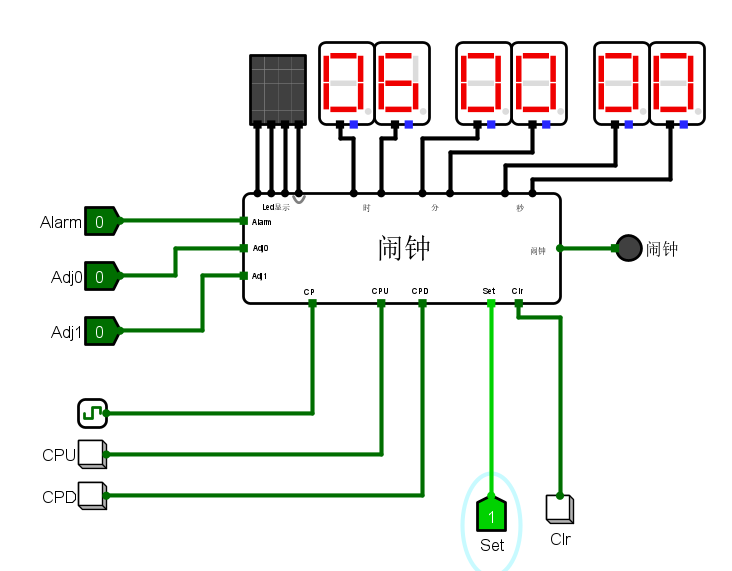 06 00 00
Led显示 时 分 秒
Alarm 0 Alarm
闹钟 闹钟 闹钟
Adj0 0 Adj0
Adj1 0 Adj1
CP CPU CPD Set Clr
CPU
CPD
1
Set
Clr